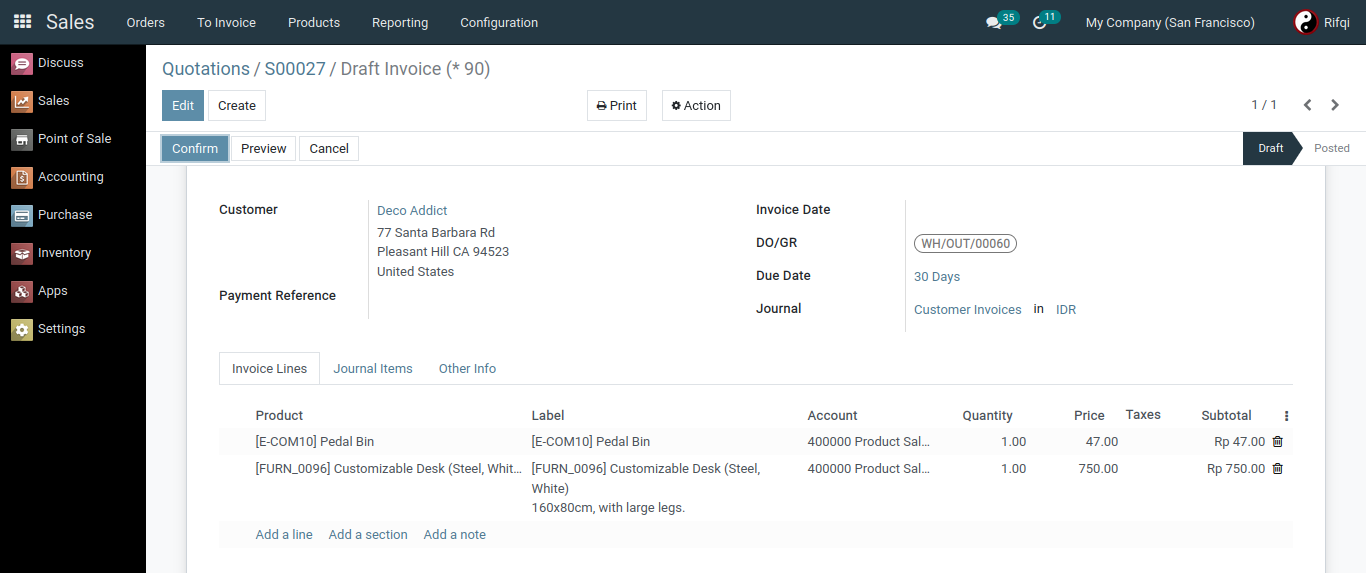 Sales Orders To Invoice Products Reporting Configuration 35 11 My Company (San Francisco) Rifqi
Discuss
Sales
Point of Sale
Accounting
Purchase
Inventory
Apps
Settings
Quotations / S00027 / Draft Invoice (* 90)
Edit Create Print Action 1 / 1
Confirm Preview Cancel Draft Posted
Customer
Deco Addict
77 Santa Barbara Rd
Pleasant Hill CA 94523
United States
Payment Reference
Invoice Date
DO/GR WH/OUT/00060
Due Date 30 Days
Journal Customer Invoices in IDR
Invoice Lines Journal Items Other Info
Product Label Account Quantity Price Taxes Subtotal
[E-COM10] Pedal Bin [E-COM10] Pedal Bin 400000 Product Sal... 1.00 47.00 Rp 47.00
[FURN_0096] Customizable Desk (Steel, Whit... [FURN_0096] Customizable Desk (Steel, 400000 Product Sal... 1.00 750.00 Rp 750.00
White)
160x80cm, with large legs.
Add a line Add a section Add a note